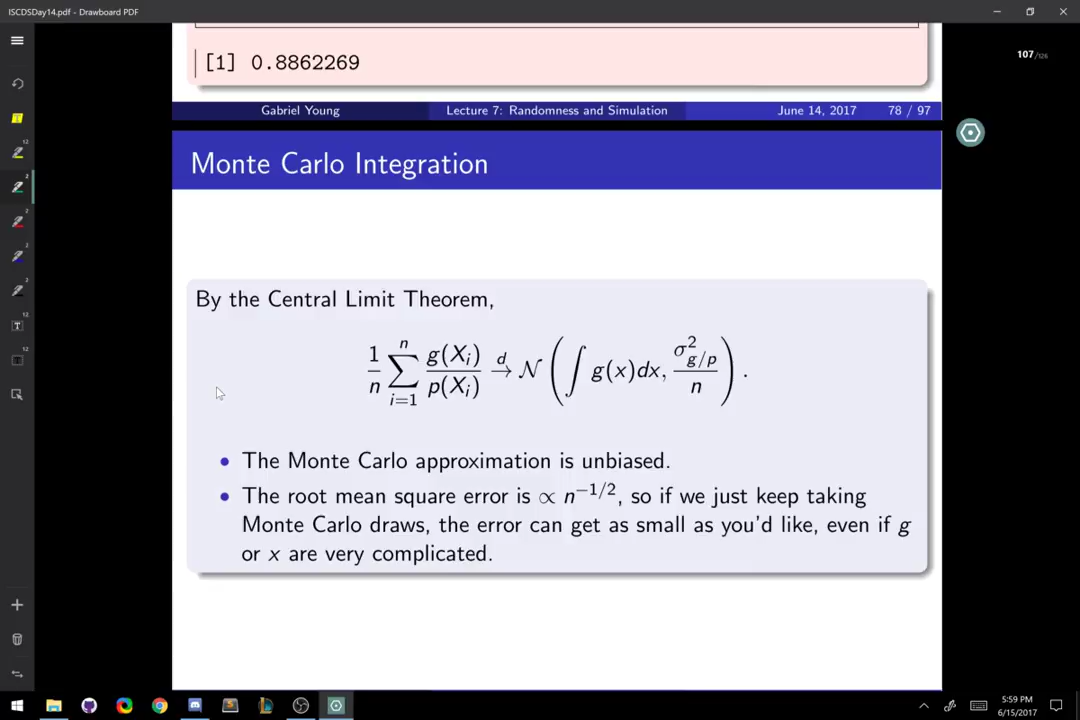 ISCDSDay14.pdf - Drawboard PDF
[1] 0.8862269
107/126
Gabriel Young Lecture 7: Randomness and Simulation June 14, 2017 78 / 97
Monte Carlo Integration
By the Central Limit Theorem,
1/n ∑_{i=1}^{n} g(X_i)/p(X_i) →^d 𝒩 (∫ g(x)dx, σ²_{g/p}/n).
• The Monte Carlo approximation is unbiased.
• The root mean square error is ∝ n^{−1/2}, so if we just keep taking
Monte Carlo draws, the error can get as small as you'd like, even if g
or x are very complicated.
5:59 PM
6/15/2017